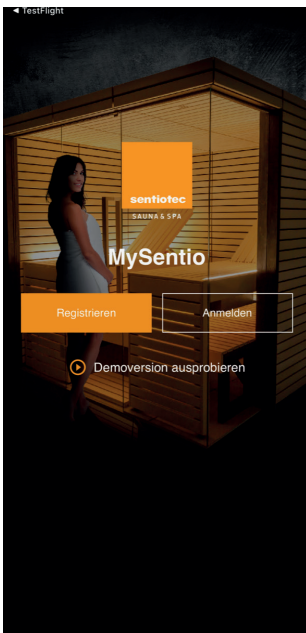 ◄ TestFlight
sentiotec
SAUNA & SPA
MySentio
Registrieren Anmelden
Demoversion ausprobieren